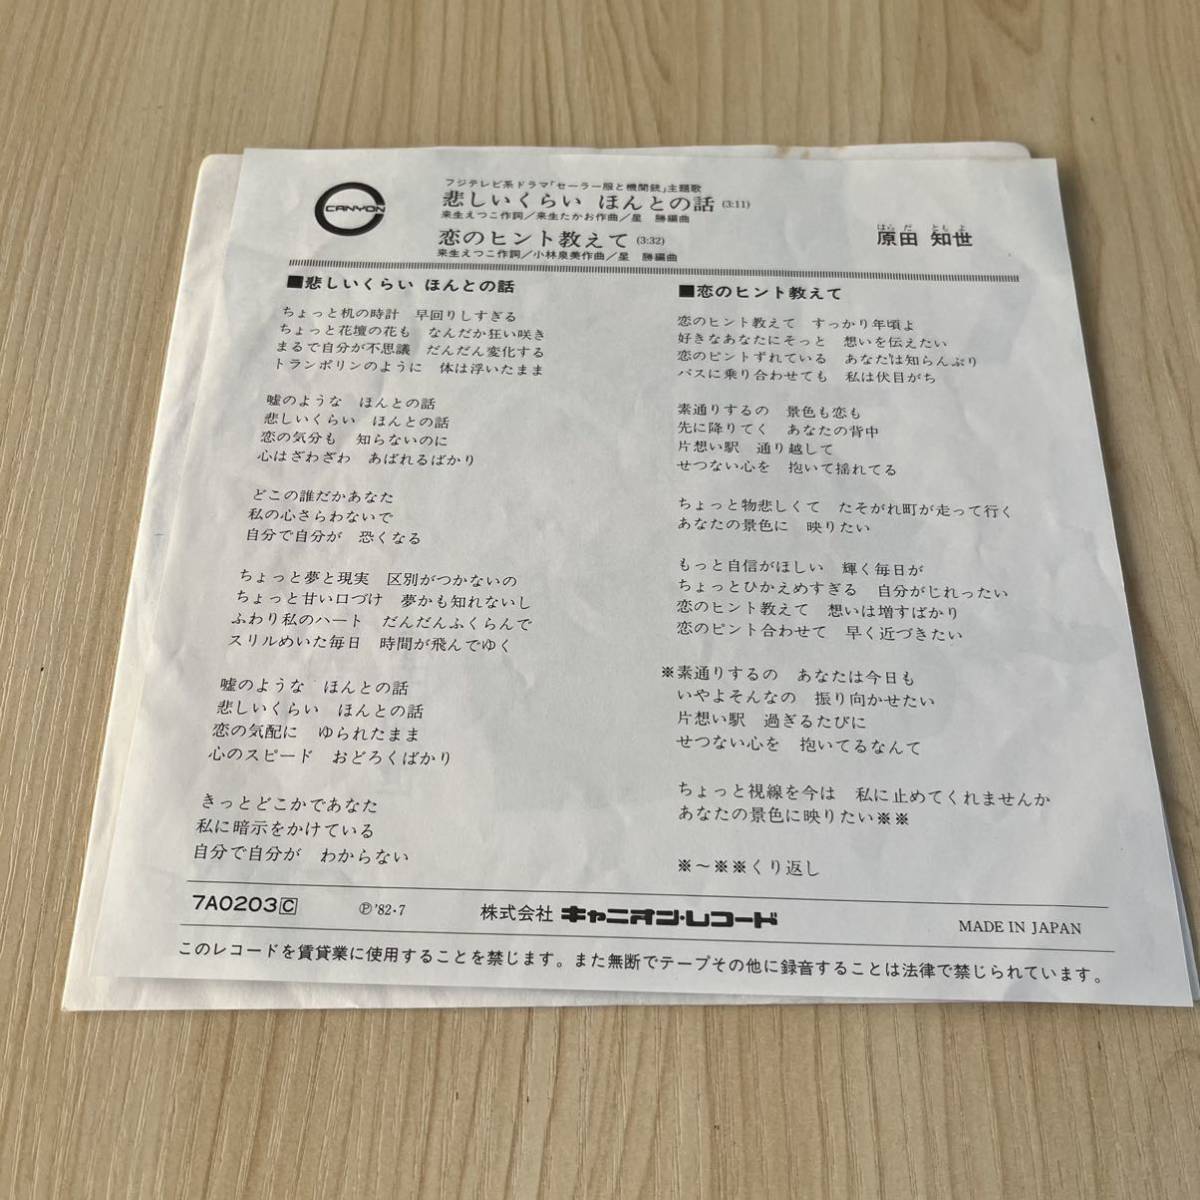 CANYON
フジテレビ系ドラマ「セーラー服と機関銃」主題歌
悲しいくらい ほんとの話(3:11)
来生えつこ作詞/来生たかお作曲/星 勝編曲
恋のヒント教えて(3:32)
来生えつこ作詞/小林泉美作曲/星 勝編曲
はらだ ともよ
原田 知世
■悲しいくらい ほんとの話
ちょっと机の時計 早回りしすぎる
ちょっと花壇の花も なんだか狂い咲き
まるで自分が不思議 だんだん変化する
トランポリンのように 体は浮いたまま
嘘のような ほんとの話
悲しいくらい ほんとの話
恋の気分も 知らないのに
心はざわざわ あばれるばかり
どこの誰だかあなた
私の心さらわないで
自分で自分が 恐くなる
ちょっと夢と現実 区別がつかないの
ちょっと甘い口づけ 夢かも知れないし
ふわり私のハート だんだんふくらんで
スリルめいた毎日 時間が飛んでゆく
嘘のような ほんとの話
悲しいくらい ほんとの話
恋の気配に ゆられたまま
心のスピード おどろくばかり
きっとどこかであなた
私に暗示をかけている
自分で自分が わからない
■恋のヒント教えて
恋のヒント教えて すっかり年頃よ
好きなあなたにそっと 想いを伝えたい
恋のピントずれている あなたは知らんぷり
バスに乗り合わせても 私は伏目がち
素通りするの 景色も恋も
先に降りてく あなたの背中
片想い駅 通り越して
せつない心を 抱いて揺れてる
ちょっと物悲しくて たそがれ町が走って行く
あなたの景色に 映りたい
もっと自信がほしい 輝く毎日が
ちょっとひかえめすぎる 自分がじれったい
恋のヒント教えて 想いは増すばかり
恋のピント合わせて 早く近づきたい
※素通りするの あなたは今日も
いやよそんなの 振り向かせたい
片想い駅 過ぎるたびに
せつない心を 抱いてるなんて
ちょっと視線を今は 私に止めてくれませんか
あなたの景色に映りたい※※
※~※※くり返し
7A0203 C ℗'82・7 株式会社 キャニオン・レコード MADE IN JAPAN
このレコードを賃貸業に使用することを禁じます。また無断でテープその他に録音することは法律で禁じられています。